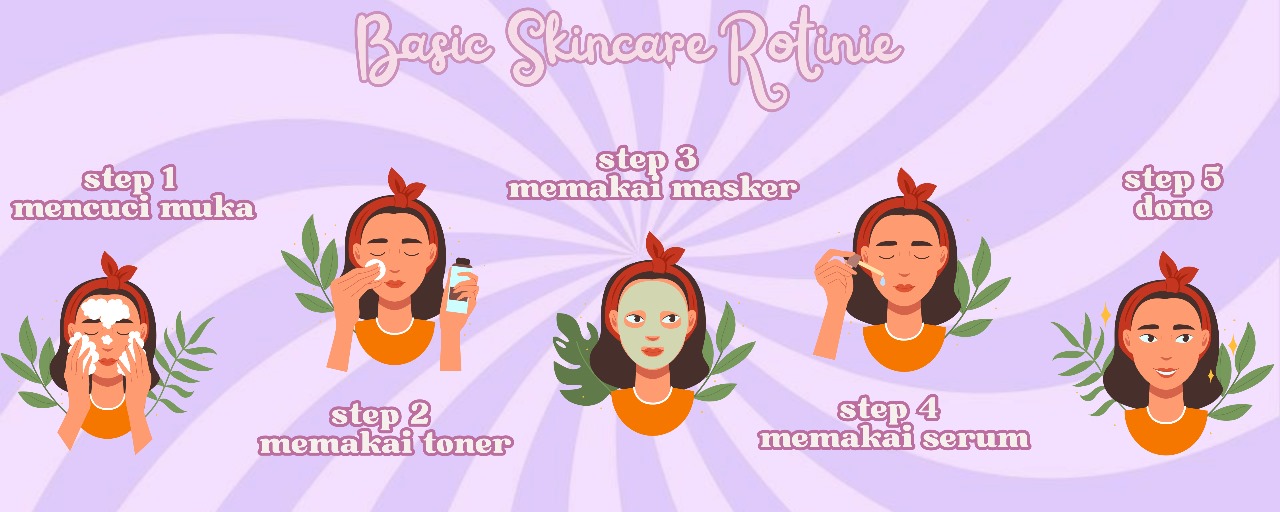 Basic Skincare Rotinie
step 1
mencuci muka
step 2
memakai toner
step 3
memakai masker
step 4
memakai serum
step 5
done